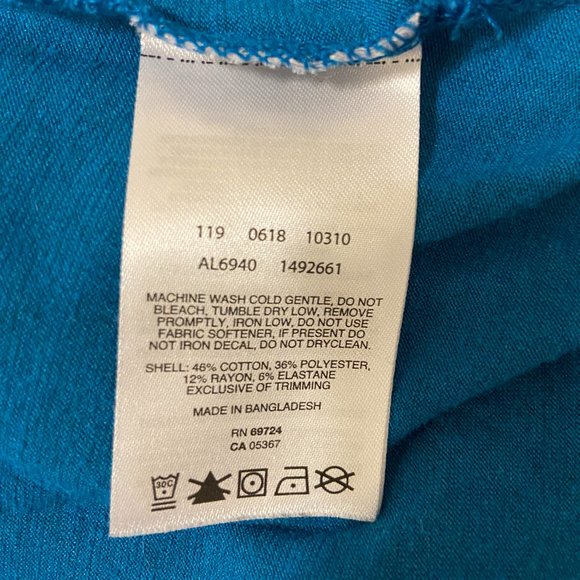 119 0618 10310
AL6940 1492661
MACHINE WASH COLD GENTLE, DO NOT
BLEACH, TUMBLE DRY LOW, REMOVE
PROMPTLY, IRON LOW, DO NOT USE
FABRIC SOFTENER, IF PRESENT DO
NOT IRON DECAL, DO NOT DRYCLEAN.
SHELL: 46% COTTON, 36% POLYESTER,
12% RAYON, 6% ELASTANE
EXCLUSIVE OF TRIMMING
MADE IN BANGLADESH
RN 69724
CA 05367
30C